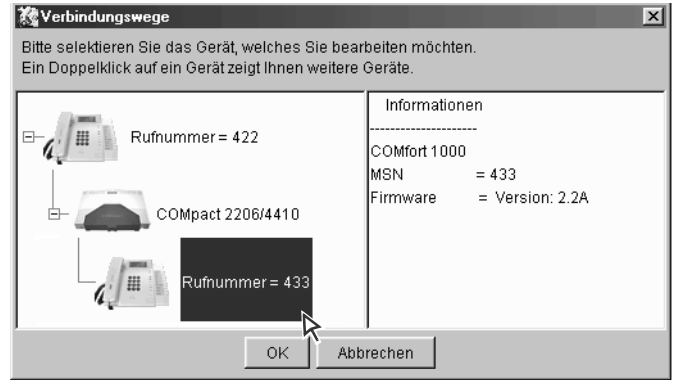 Verbindungswege
Bitte selektieren Sie das Gerät, welches Sie bearbeiten möchten.
Ein Doppelklick auf ein Gerät zeigt Ihnen weitere Geräte.
Rufnummer = 422
COMpact 2206/4410
Rufnummer = 433
Informationen
---------------------
COMfort 1000
MSN = 433
Firmware = Version: 2.2A
OK
Abbrechen